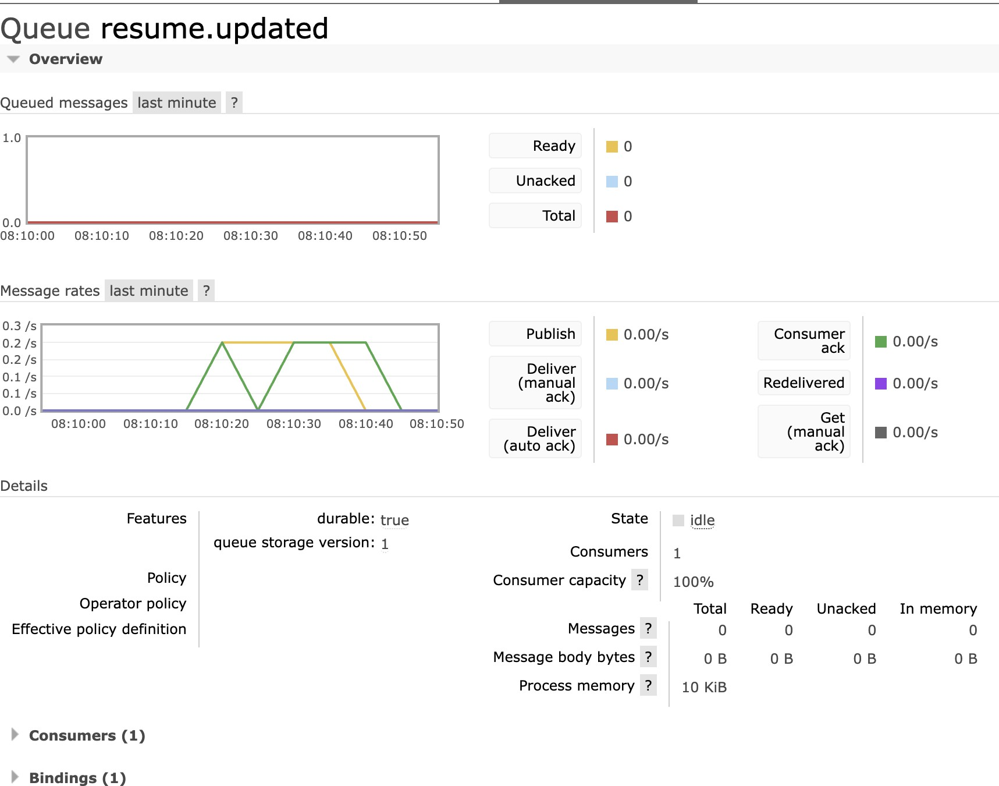 Queue resume.updated
Overview
Queued messages last minute ?
1.0
0.0
08:10:00 08:10:10 08:10:20 08:10:30 08:10:40 08:10:50
Ready 0
Unacked 0
Total 0
Message rates last minute ?
0.3 /s
0.2 /s
0.2 /s
0.1 /s
0.1 /s
0.0 /s
08:10:00 08:10:10 08:10:20 08:10:30 08:10:40 08:10:50
Publish 0.00/s
Deliver
(manual 0.00/s
ack)
Deliver
(auto ack) 0.00/s
Consumer
ack 0.00/s
Redelivered 0.00/s
Get
(manual 0.00/s
ack)
Details
Features durable: true
queue storage version: 1
Policy
Operator policy
Effective policy definition
State idle
Consumers 1
Consumer capacity ? 100%
Total Ready Unacked In memory
Messages ? 0 0 0 0
Message body bytes ? 0 B 0 B 0 B 0 B
Process memory ? 10 KiB
Consumers (1)
Bindings (1)